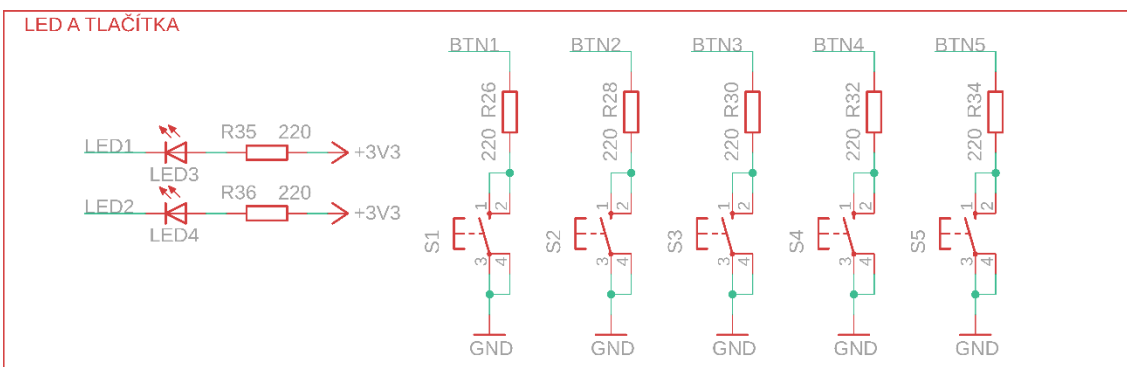 LED A TLAČÍTKA
BTN1 BTN2 BTN3 BTN4 BTN5
220 R26 220 R28 220 R30 220 R32 220 R34
LED1 LED3 R35 220 +3V3
LED2 LED4 R36 220 +3V3
S1 1 2 3 4
S2 1 2 3 4
S3 1 2 3 4
S4 1 2 3 4
S5 1 2 3 4
GND GND GND GND GND